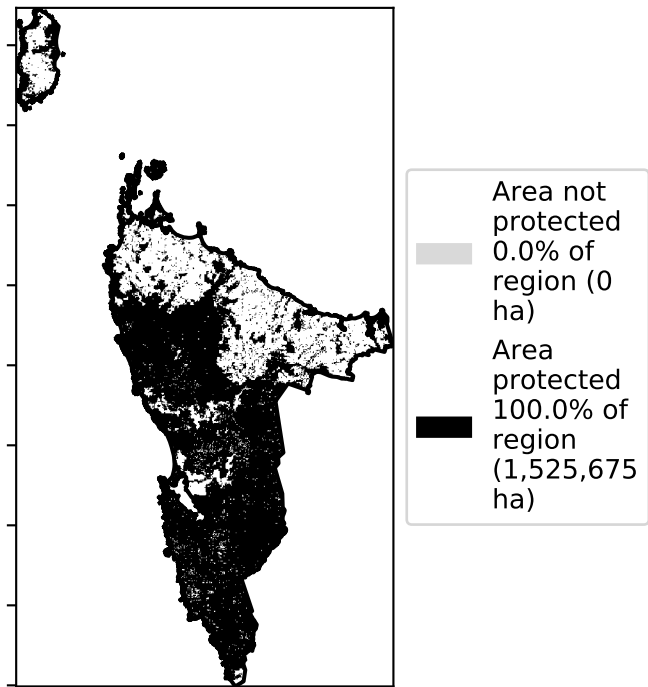 Area not
protected
0.0% of
region (0
ha)
Area
protected
100.0% of
region
(1,525,675
ha)